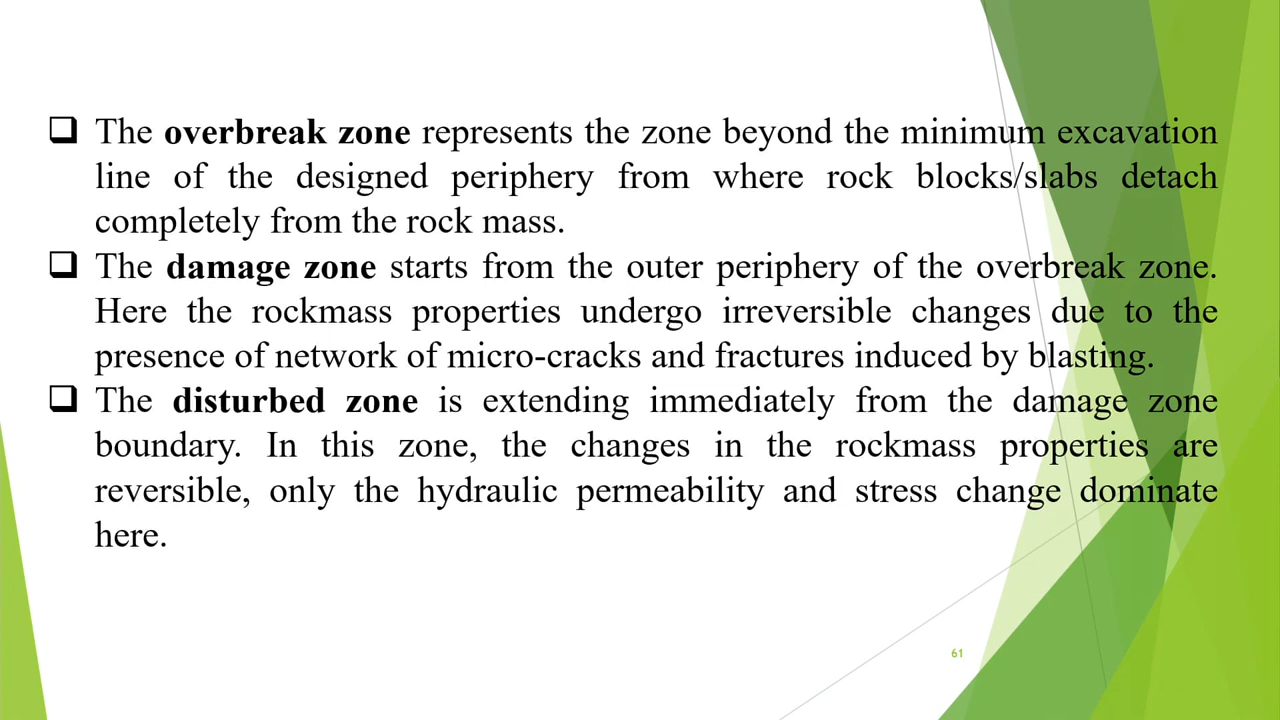 ❑ The overbreak zone represents the zone beyond the minimum excavation
line of the designed periphery from where rock blocks/slabs detach
completely from the rock mass.
❑ The damage zone starts from the outer periphery of the overbreak zone.
Here the rockmass properties undergo irreversible changes due to the
presence of network of micro-cracks and fractures induced by blasting.
❑ The disturbed zone is extending immediately from the damage zone
boundary. In this zone, the changes in the rockmass properties are
reversible, only the hydraulic permeability and stress change dominate
here.
61